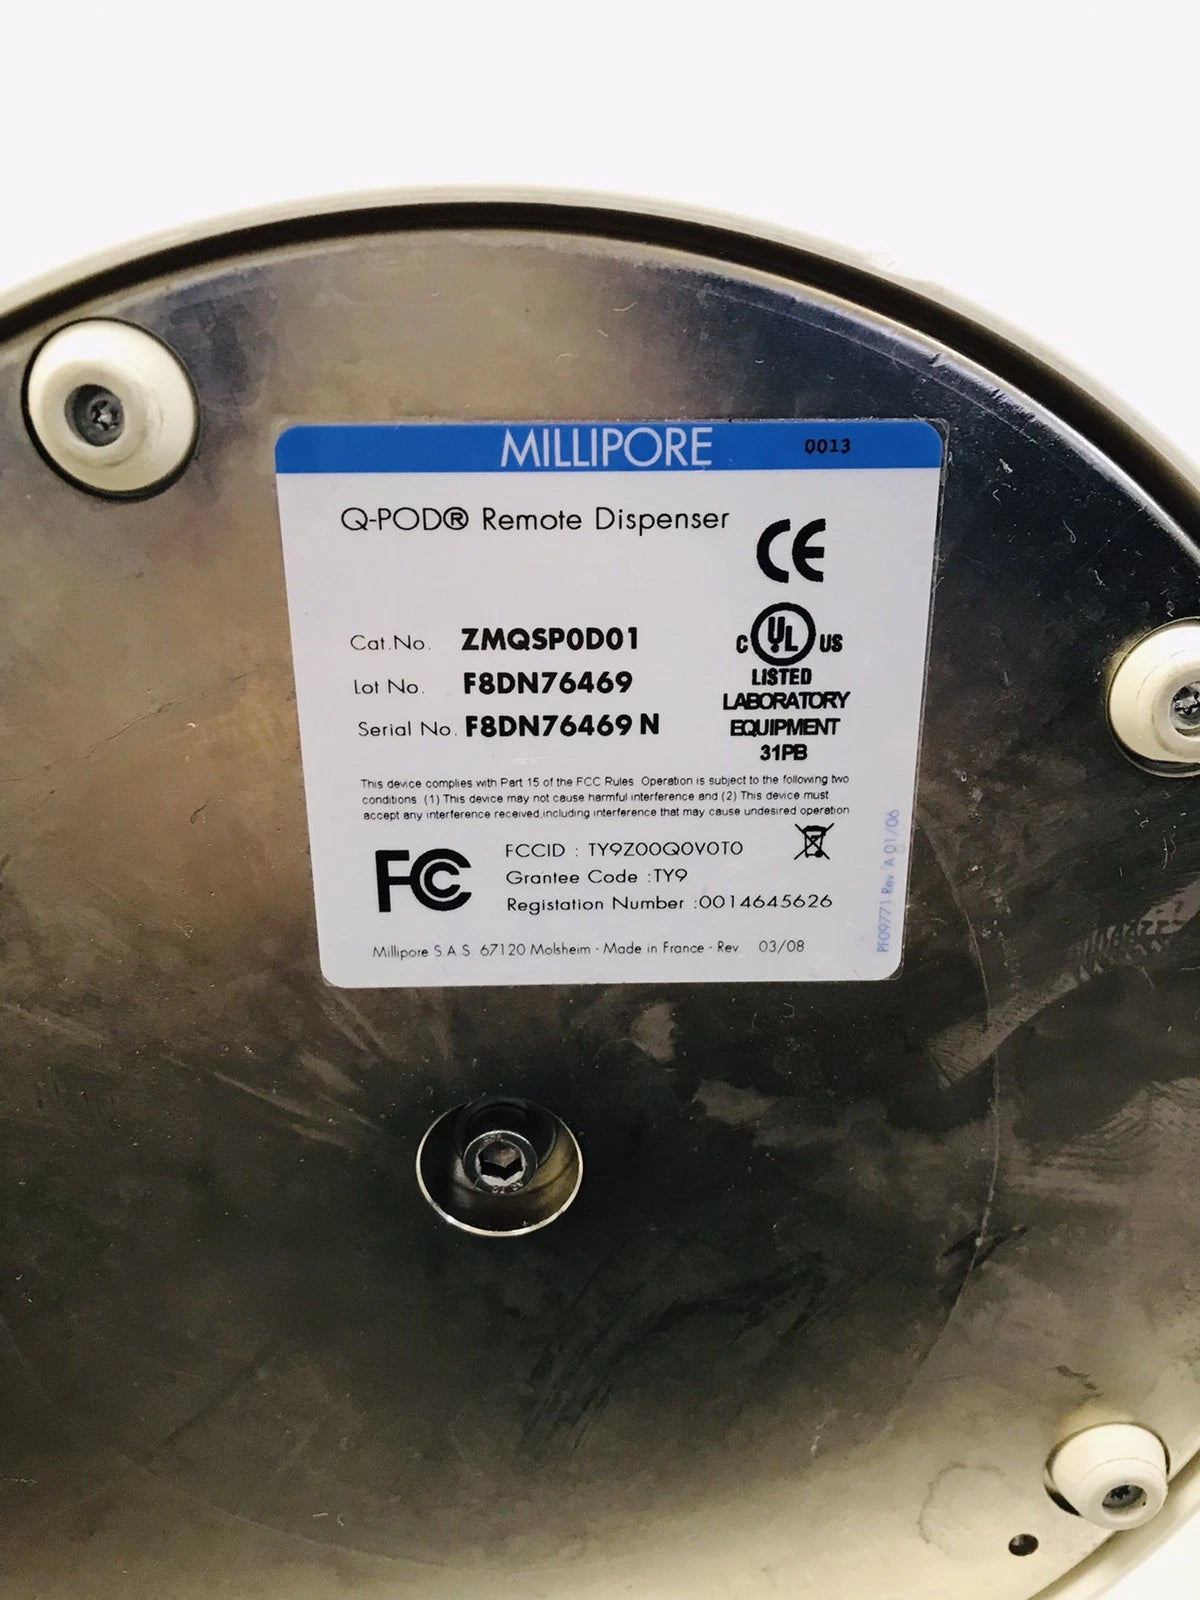 MILLIPORE 0013
Q-POD® Remote Dispenser
CE
Cat.No. ZMQSP0D01
Lot No. F8DN76469
Serial No. F8DN76469 N
C UL US
LISTED
LABORATORY
EQUIPMENT
31PB
This device complies with Part 15 of the FCC Rules. Operation is subject to the following two
conditions (1) This device may not cause harmful interference and (2) This device must
accept any interference received,including interference that may cause undesired operation
FC
FCCID : TY9Z00Q0V0T0
Grantee Code :TY9
Registation Number :0014645626
Millipore S.A.S. 67120 Molsheim - Made in France - Rev 03/08
PF09771 Rev A 01/06